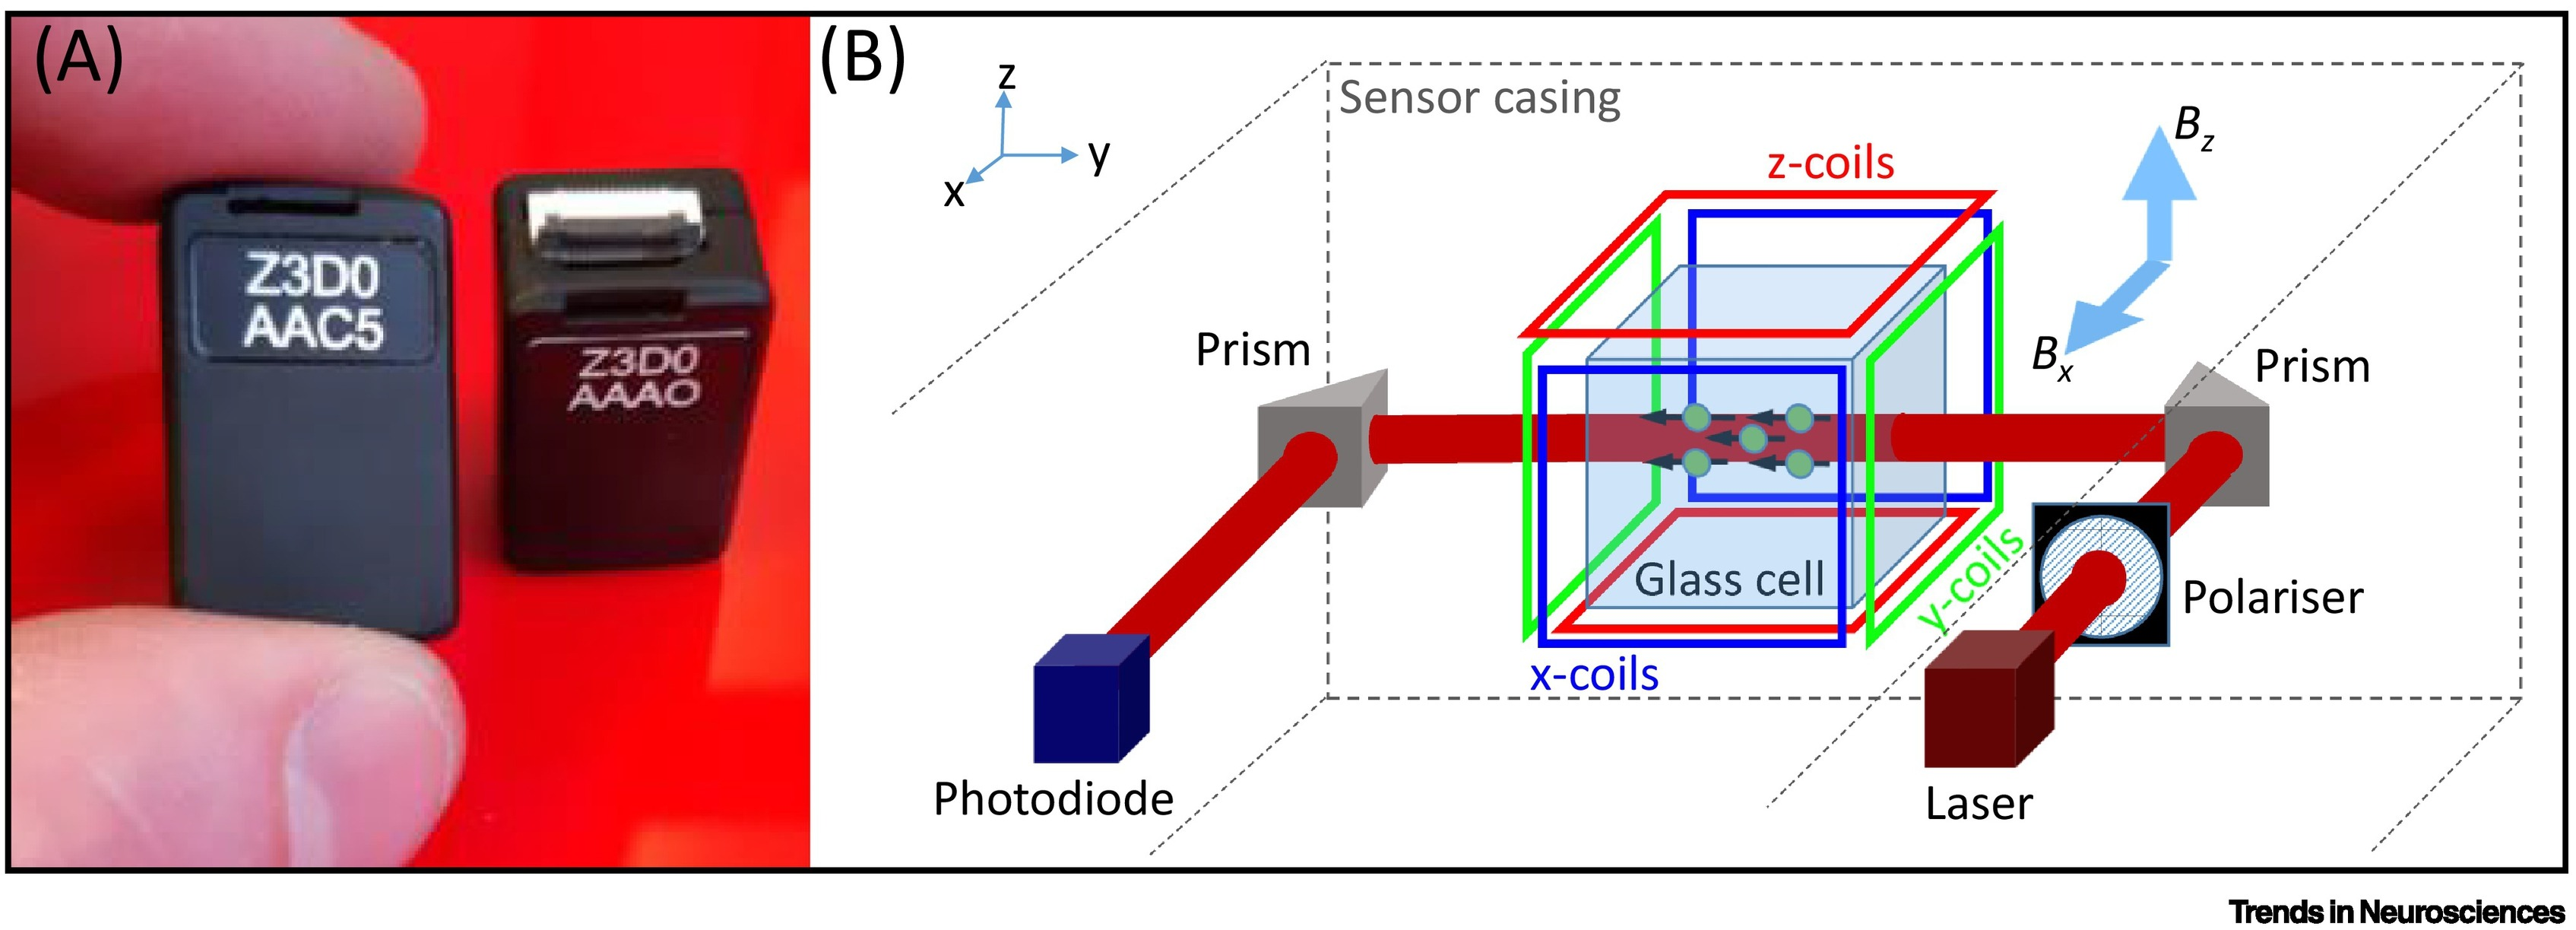 (A)
Z3D0
AAC5
Z3D0
AAAO
(B)
z
y
x
Sensor casing
z-coils
Bz
Bx
Prism
Prism
Glass cell
y-coils
Polariser
x-coils
Photodiode
Laser
Trends in Neurosciences